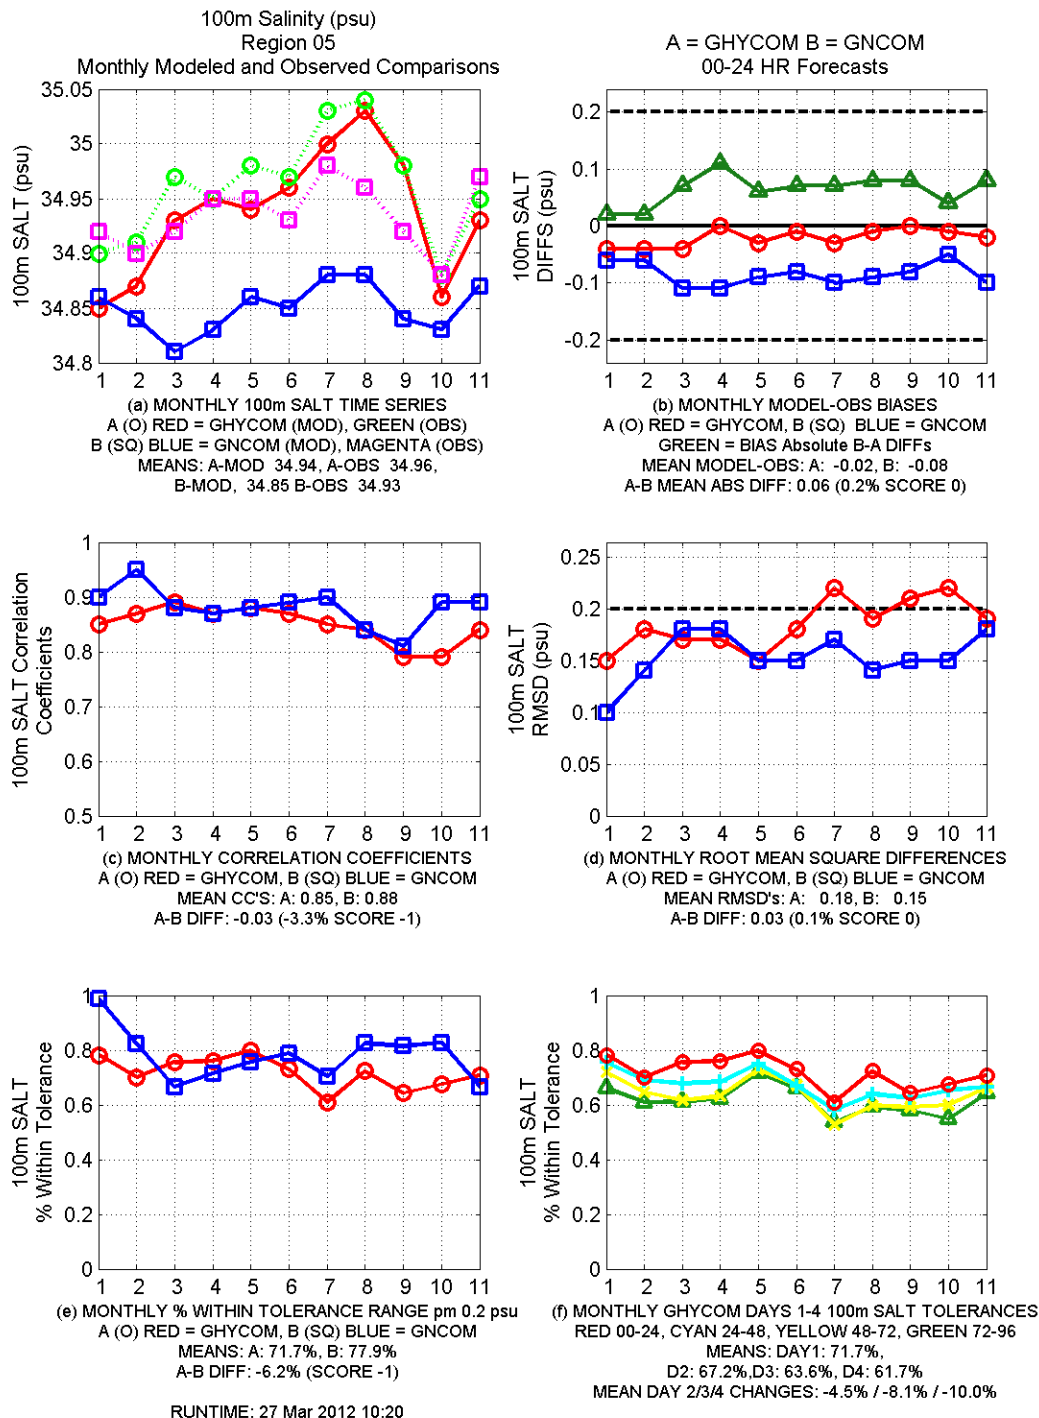 100m Salinity (psu)
Region 05
Monthly Modeled and Observed Comparisons
A = GHYCOM B = GNCOM
00-24 HR Forecasts
35.05
35
34.95
34.9
34.85
34.8
100m SALT (psu)
1 2 3 4 5 6 7 8 9 10 11
(a) MONTHLY 100m SALT TIME SERIES
A (O) RED = GHYCOM (MOD), GREEN (OBS)
B (SQ) BLUE = GNCOM (MOD), MAGENTA (OBS)
MEANS: A-MOD 34.94, A-OBS 34.96,
B-MOD, 34.85 B-OBS 34.93
0.2
0.1
0
-0.1
-0.2
100m SALT
DIFFS (psu)
1 2 3 4 5 6 7 8 9 10 11
(b) MONTHLY MODEL-OBS BIASES
A (O) RED = GHYCOM, B (SQ) BLUE = GNCOM
GREEN = BIAS Absolute B-A DIFFs
MEAN MODEL-OBS: A: -0.02, B: -0.08
A-B MEAN ABS DIFF: 0.06 (0.2% SCORE 0)
1
0.9
0.8
0.7
0.6
0.5
100m SALT Correlation
Coefficients
1 2 3 4 5 6 7 8 9 10 11
(c) MONTHLY CORRELATION COEFFICIENTS
A (O) RED = GHYCOM, B (SQ) BLUE = GNCOM
MEAN CC'S: A: 0.85, B: 0.88
A-B DIFF: -0.03 (-3.3% SCORE -1)
0.25
0.2
0.15
0.1
0.05
0
100m SALT
RMSD (psu)
1 2 3 4 5 6 7 8 9 10 11
(d) MONTHLY ROOT MEAN SQUARE DIFFERENCES
A (O) RED = GHYCOM, B (SQ) BLUE = GNCOM
MEAN RMSD's: A: 0.18, B: 0.15
A-B DIFF: 0.03 (0.1% SCORE 0)
1
0.8
0.6
0.4
0.2
0
100m SALT
% Within Tolerance
1 2 3 4 5 6 7 8 9 10 11
(e) MONTHLY % WITHIN TOLERANCE RANGE pm 0.2 psu
A (O) RED = GHYCOM, B (SQ) BLUE = GNCOM
MEANS: A: 71.7%, B: 77.9%
A-B DIFF: -6.2% (SCORE -1)
1
0.8
0.6
0.4
0.2
0
100m SALT
% Within Tolerance
1 2 3 4 5 6 7 8 9 10 11
(f) MONTHLY GHYCOM DAYS 1-4 100m SALT TOLERANCES
RED 00-24, CYAN 24-48, YELLOW 48-72, GREEN 72-96
MEANS: DAY1: 71.7%,
D2: 67.2%,D3: 63.6%, D4: 61.7%
MEAN DAY 2/3/4 CHANGES: -4.5% / -8.1% / -10.0%
RUNTIME: 27 Mar 2012 10:20